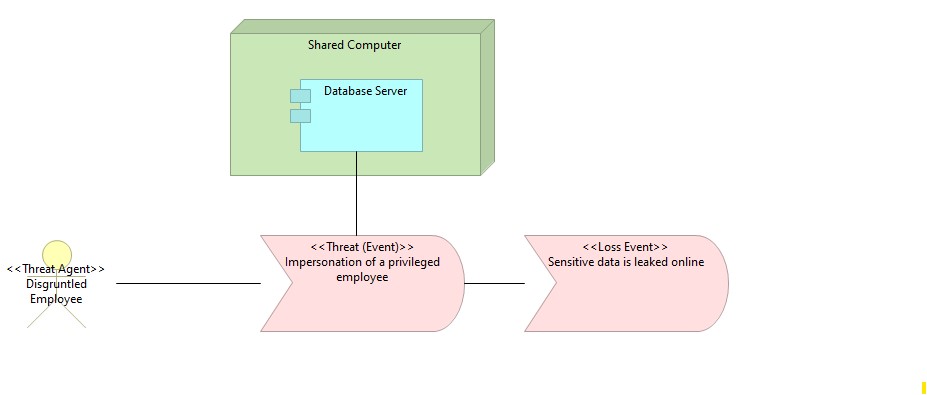 Shared Computer
Database Server
<<Threat Agent>>
Disgruntled
Employee
<<Threat (Event)>>
Impersonation of a privileged
employee
<<Loss Event>>
Sensitive data is leaked online